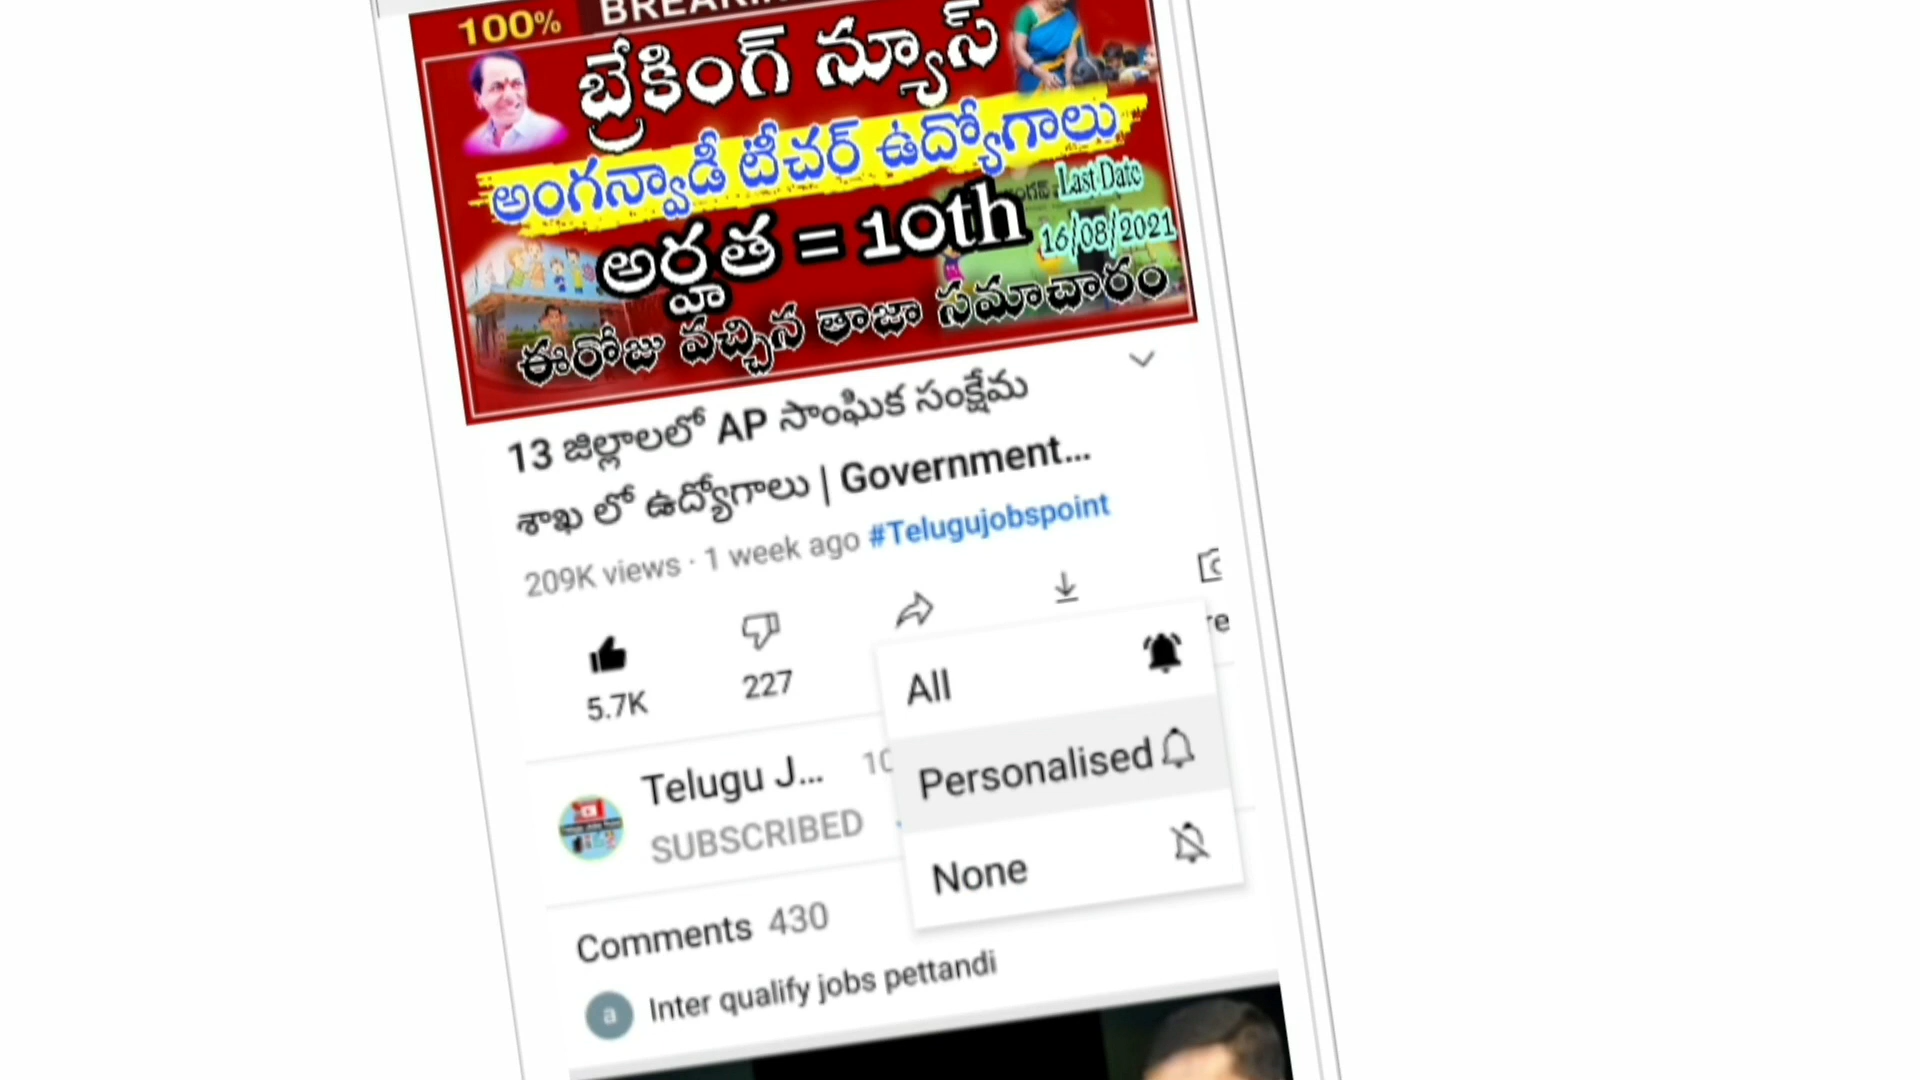 100%
బ్రేకింగ్ న్యూస్
అంగన్వాడీ టీచర్ ఉద్యోగాలు
Last Date
అర్హత = 10th
16/08/2021
ఈరోజు వచ్చిన తాజా సమాచారం
13 జిల్లాలలో AP సాంఘిక సంక్షేమ
శాఖ లో ఉద్యోగాలు | Government...
209K views · 1 week ago #Telugujobspoint
5.7K
227
All
Personalised
None
Telugu J...
SUBSCRIBED
Comments 430
a
Inter qualify jobs pettandi